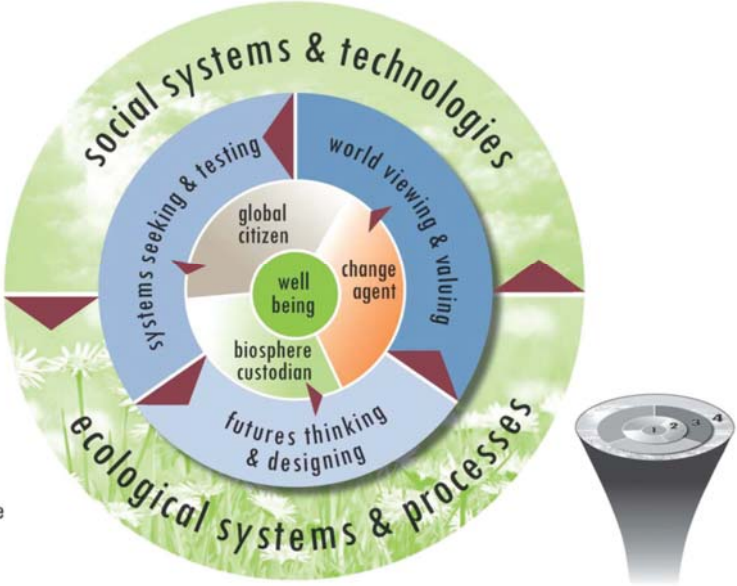 social systems & technologies
systems seeking & testing
world viewing & valuing
global
citizen
change
agent
well
being
biosphere
custodian
futures thinking
& designing
ecological systems & processes
e
1 2 3 4